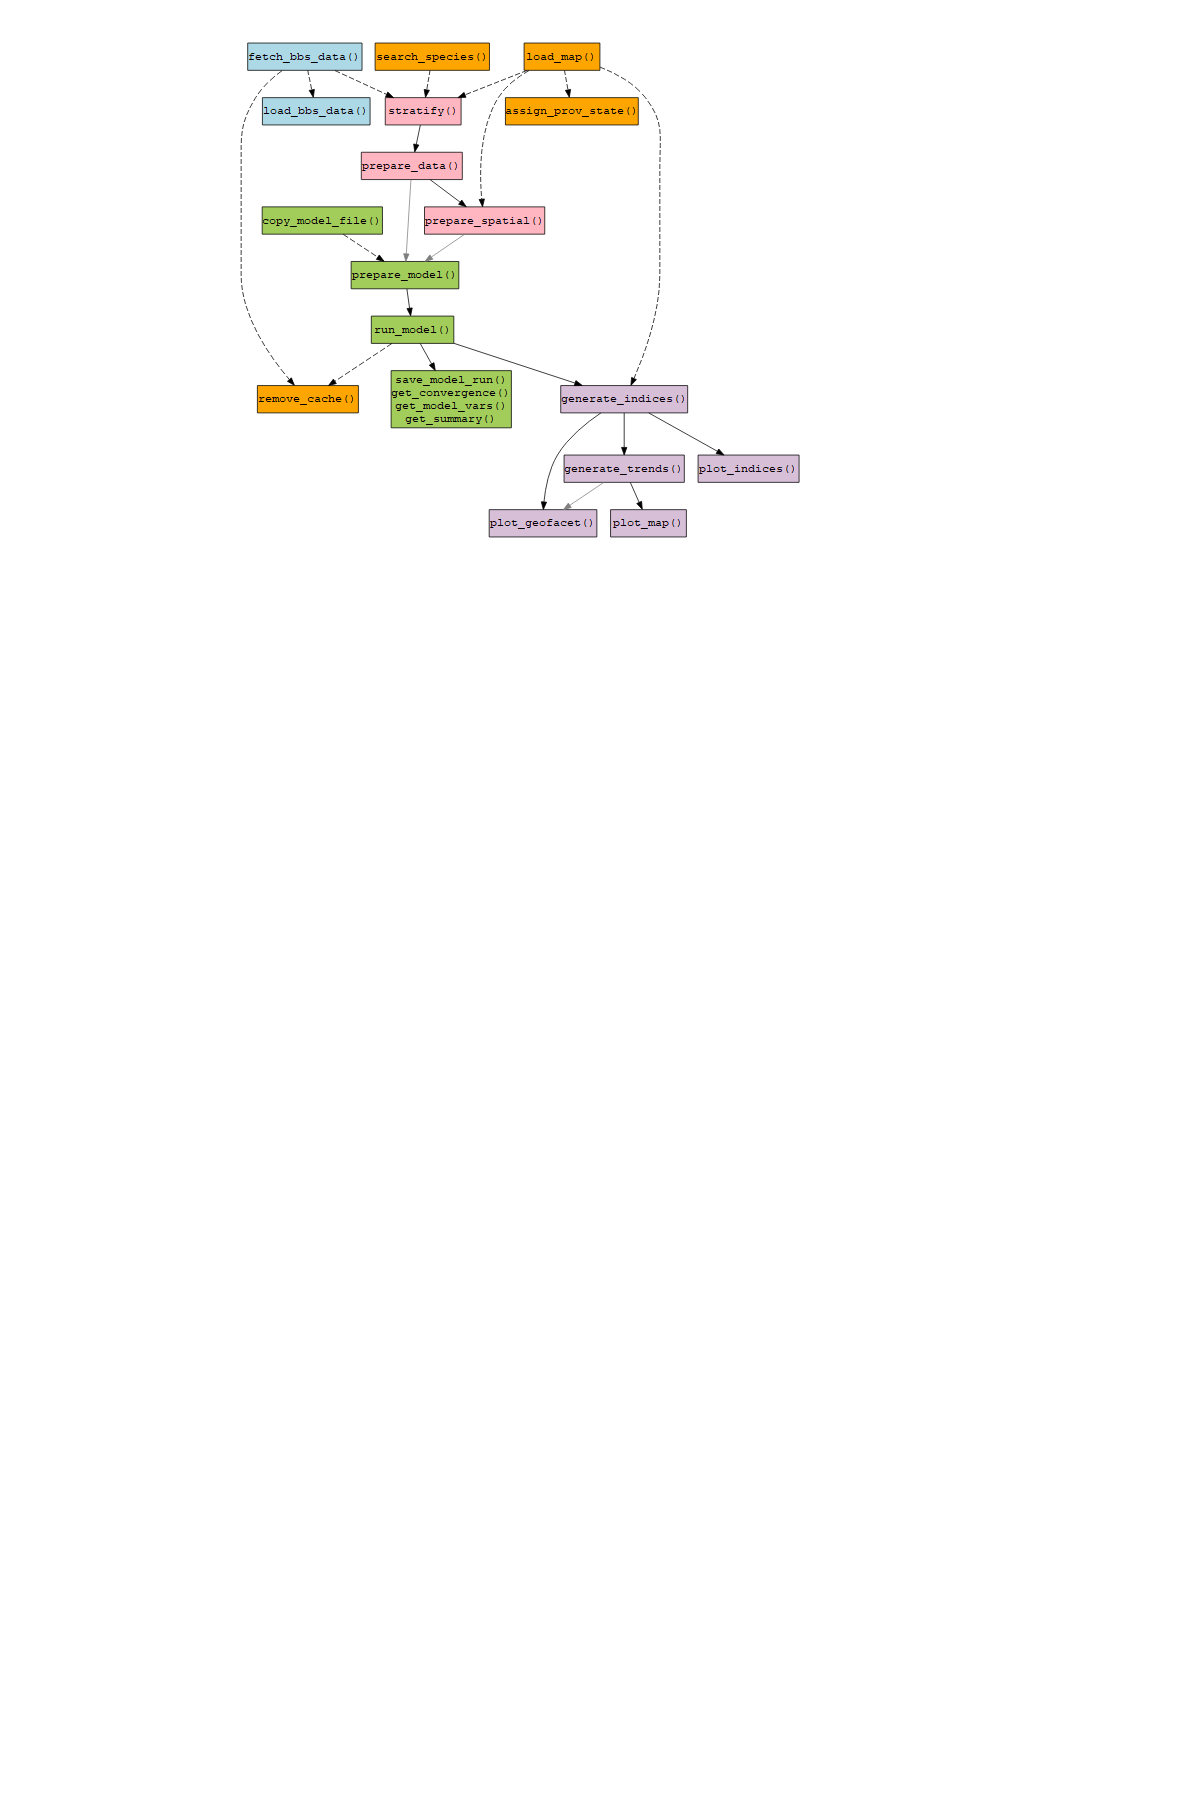 fetch_bbs_data()
search_species()
load_map()
load_bbs_data()
stratify()
assign_prov_state()
prepare_data()
copy_model_file()
prepare_spatial()
prepare_model()
run_model()
remove_cache()
save_model_run()
get_convergence()
get_model_vars()
get_summary()
generate_indices()
generate_trends()
plot_indices()
plot_geofacet()
plot_map()